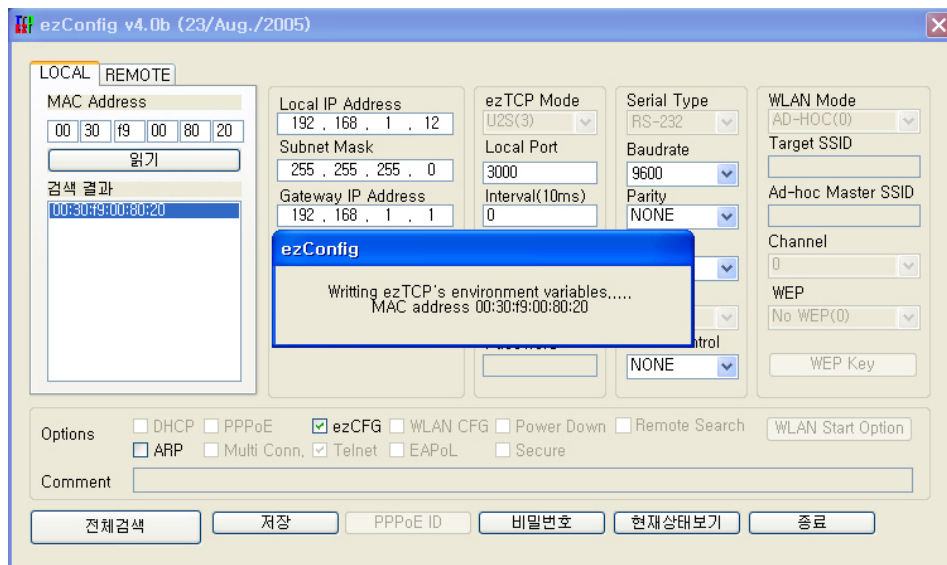 ezConfig v4.0b (23/Aug./2005)
LOCAL
REMOTE
MAC Address
00 30 f9 00 80 20
읽기
검색 결과
00:30:f9:00:80:20
Local IP Address
192 . 168 . 1 . 12
Subnet Mask
255 . 255 . 255 . 0
Gateway IP Address
192 . 168 . 1 . 1
ezTCP Mode
U2S(3)
Local Port
3000
Interval(10ms)
0
Serial Type
RS-232
Baudrate
9600
Parity
NONE
NONE
WLAN Mode
AD-HOC(0)
Target SSID
Ad-hoc Master SSID
Channel
0
WEP
No WEP(0)
WEP Key
ezConfig
Writting ezTCP's environment variables.....
MAC address 00:30:f9:00:80:20
Options
DHCP PPPoE ezCFG WLAN CFG Power Down Remote Search
WLAN Start Option
ARP Multi Conn. Telnet EAPoL Secure
Comment
전체검색 저장 PPPoE ID 비밀번호 현재상태보기 종료